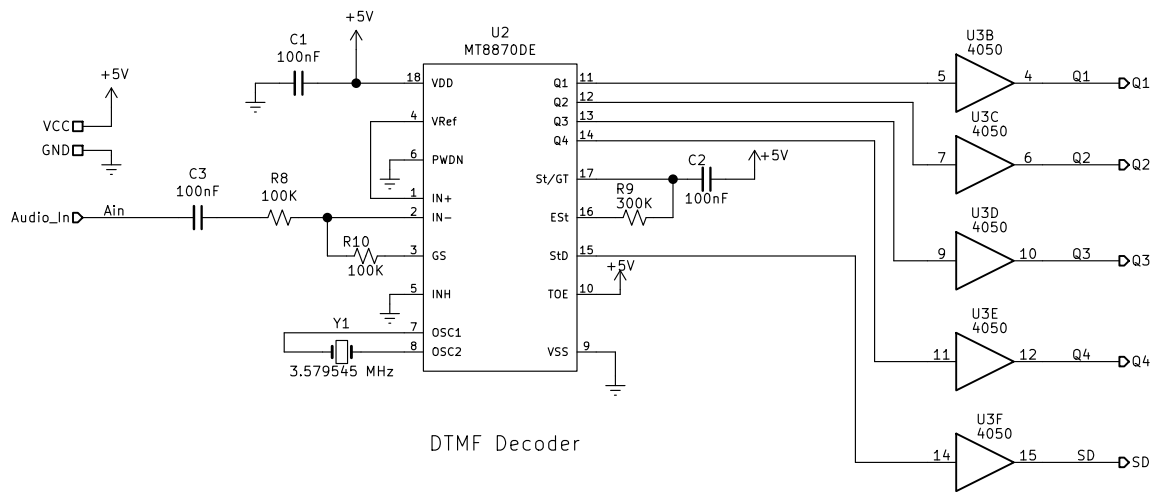 +5V
VCC
GND
Audio_In
Ain
C3
100nF
R8
100K
R10
100K
C1
100nF
+5V
Y1
3.579545 MHz
U2
MT8870DE
18 VDD
4 VRef
6 PWDN
1 IN+
2 IN-
3 GS
5 INH
7 OSC1
8 OSC2
Q1 11
Q2 12
Q3 13
Q4 14
St/GT 17
ESt 16
StD 15
TOE 10
VSS 9
R9
300K
C2
100nF
+5V
+5V
U3B
4050
5 4 Q1 Q1
U3C
4050
7 6 Q2 Q2
U3D
4050
9 10 Q3 Q3
U3E
4050
11 12 Q4 Q4
U3F
4050
14 15 SD SD
DTMF Decoder